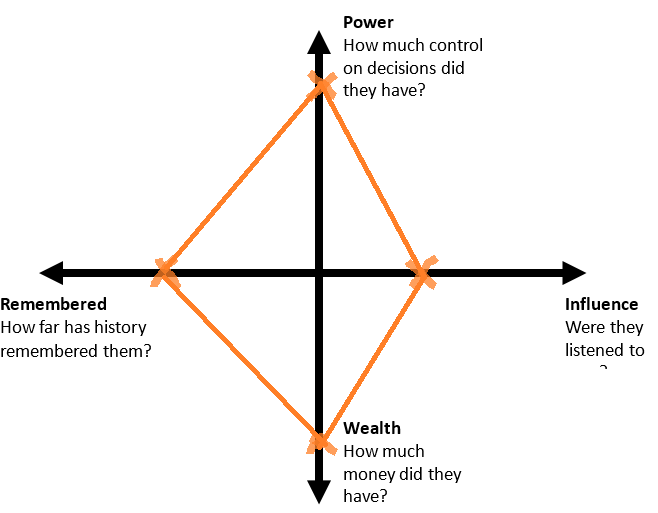 Power
How much control
on decisions did
they have?
Remembered
How far has history
remembered them?
Influence
Were they
listened to
Wealth
How much
money did they
have?